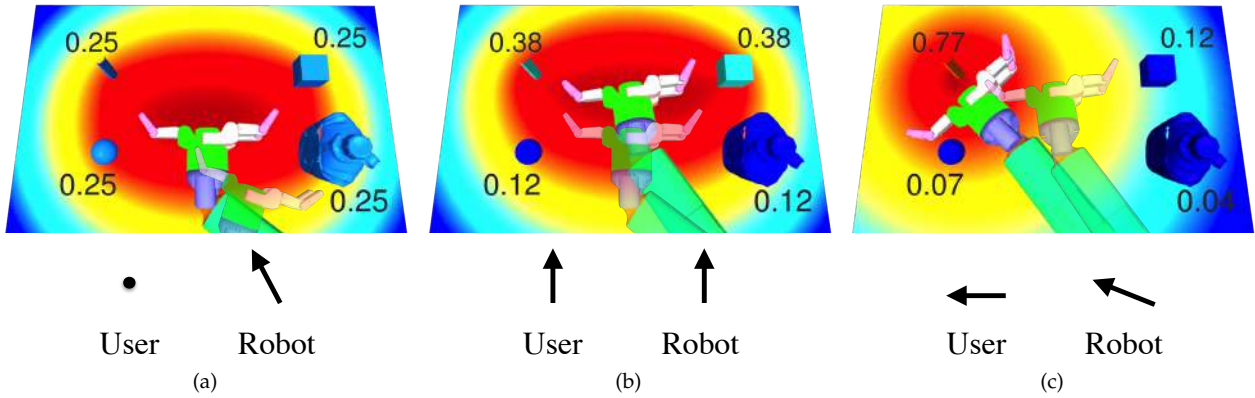 0.25 0.25
0.25 0.25
User Robot
(a)
0.38 0.38
0.12 0.12
User Robot
(b)
0.77 0.12
0.07 0.04
User Robot
(c)